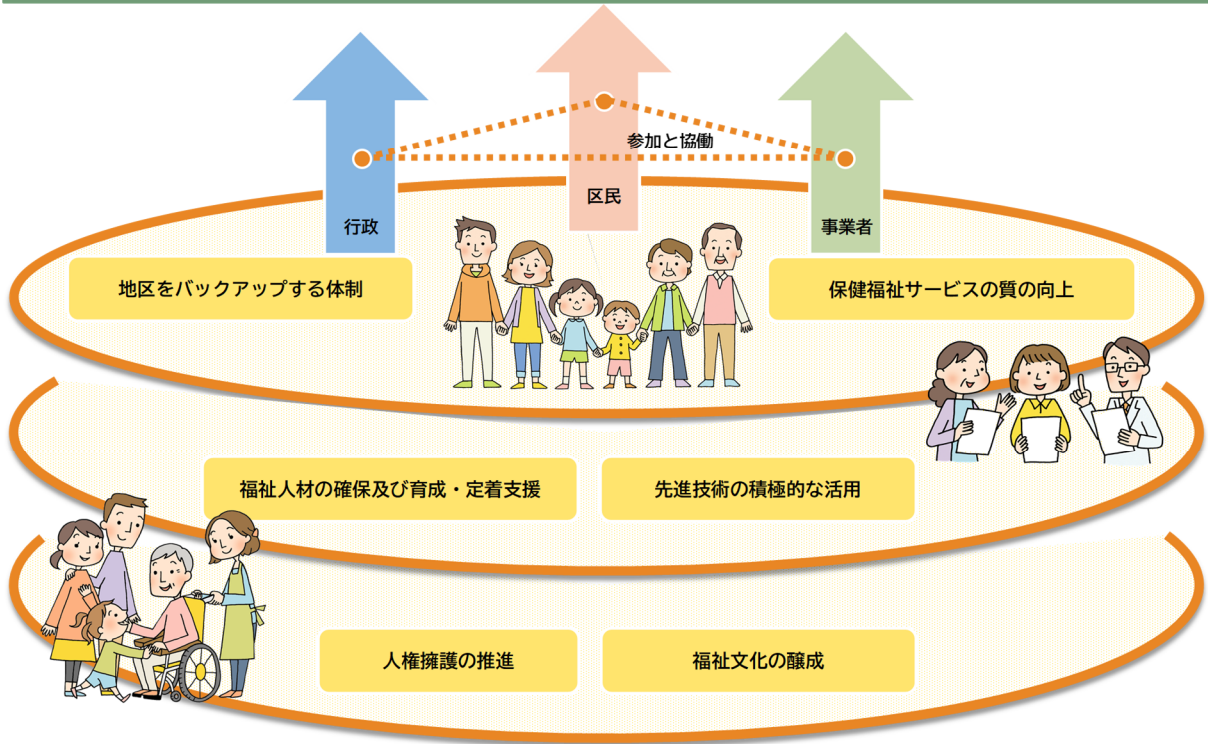 参加と協働
区民
行政
事業者
地区をバックアップする体制
保健福祉サービスの質の向上
福祉人材の確保及び育成・定着支援
先進技術の積極的な活用
人権擁護の推進
福祉文化の醸成